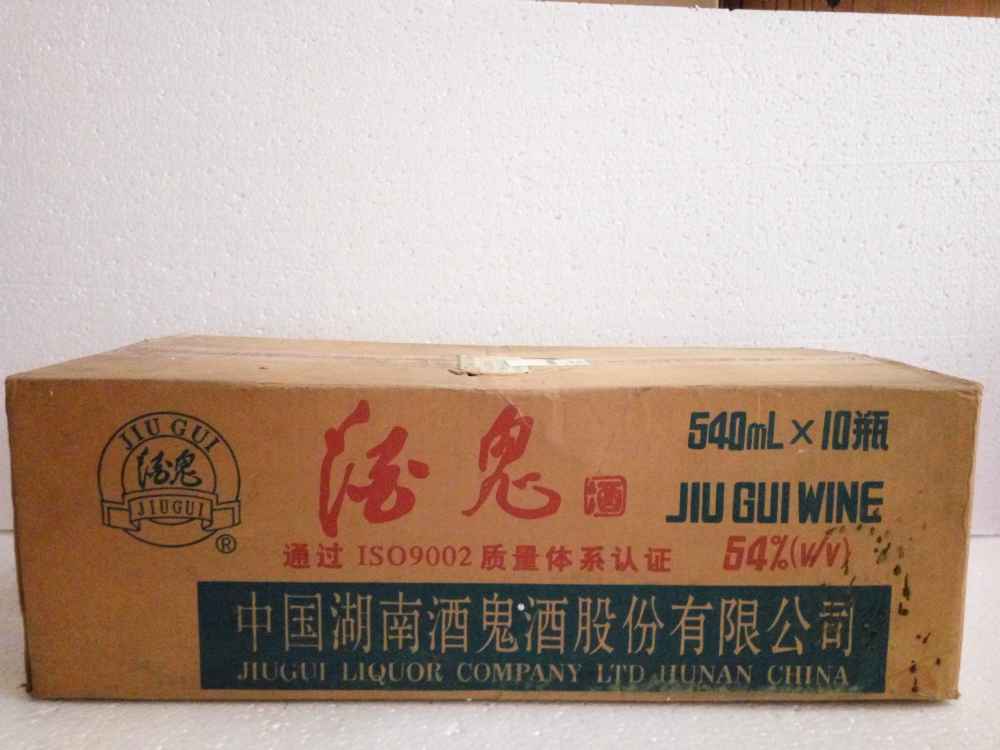 JIU GUI
酒鬼
JIUGUI
®
酒鬼
酒
540mL×10瓶
JIU GUI WINE
54%(v/v)
通过 ISO9002 质量体系认证
中国湖南酒鬼酒股份有限公司
JIUGUI LIQUOR COMPANY LTD HUNAN CHINA